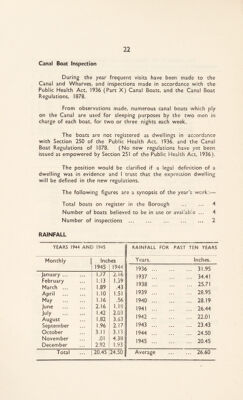 22
Canal Boat Inspection
During the year frequent visits have been made to the
Canal and Wharves, and inspections made in accordance with the
Public Health Act, 1936 (Part X) Canal Boats, and the Canal Boat
Regulations, 1878.
From observations made, numerous canal boats which ply
on the Canal are used for sleeping purposes by the two men in
charge of each boat, for two or three nights each week.
The boats are not registered as dwellings in accordance
with Section 250 of the Public Health Act, 1936, and the Canal
Boat Regulations of 1878. (No new regulations have yet been
issued as empowered by Section 251 of the Public Health Act, 1936).
The position would be clarified if a legal definition of a
dwelling was in evidence and I trust that the expression dwelling
will be defined in the new regulations.
The following figures are a synopsis of the year's work:—
Total boats on register in the Borough ... ... 4
Number of boats believed to be in use or available ... 4
Number of inspections ... ... ... ... 2
RAINFALL
YEARS 1944 AND 1945
Monthly Inches
1945 1944
January ... ... 1.77 2.16
February ... 1.13 1.39
March ... ... 1.89 .43
April ... ... 1.10 1.51
May ... ... 1.16 .56
June ... ... 2.16 1.11
July ... ... 1.42 2.03
August ... 1.82 3.63
September ... 1.96 2.17
October ... 3.11 3.13
November ... .01 4.38
December ... 2.92 1.93
Total ... 20.45 24.50
RAINFALL FOR PAST TEN YEARS
Years. Inches.
1936 ... ... ... 31.95
1937 ... ... ... 34.41
1938 ... ... ... 25.71
1939 ... ... ... 28.95
1940 ... ... ... 28.19
1941 ... ... ... 26.44
1942 ... ... ... 22.01
1943 ... ... ... 23.43
1944 ... ... ... 24.50
1945 ... ... ... 20.45
Average ... ... 26.60